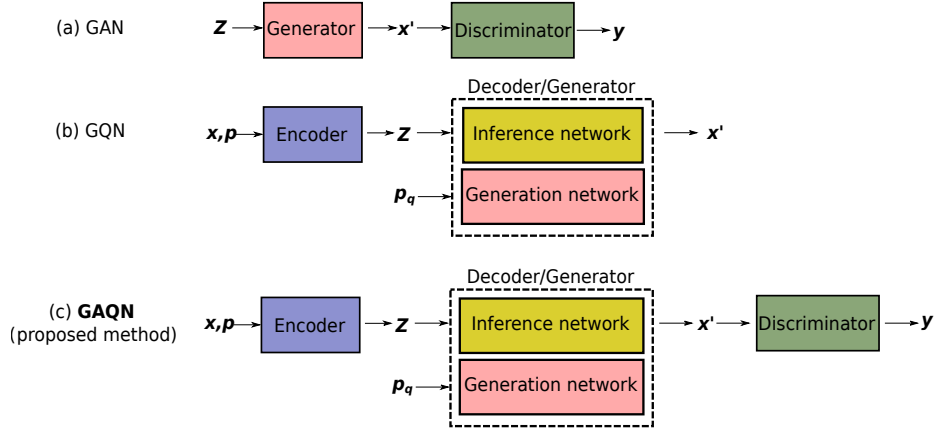 (a) GAN
Z Generator x' Discriminator y
Decoder/Generator
(b) GQN
x,p Encoder Z Inference network x'
p_q Generation network
Decoder/Generator
(c) GAQN
(proposed method)
x,p Encoder Z Inference network x' Discriminator y
p_q Generation network